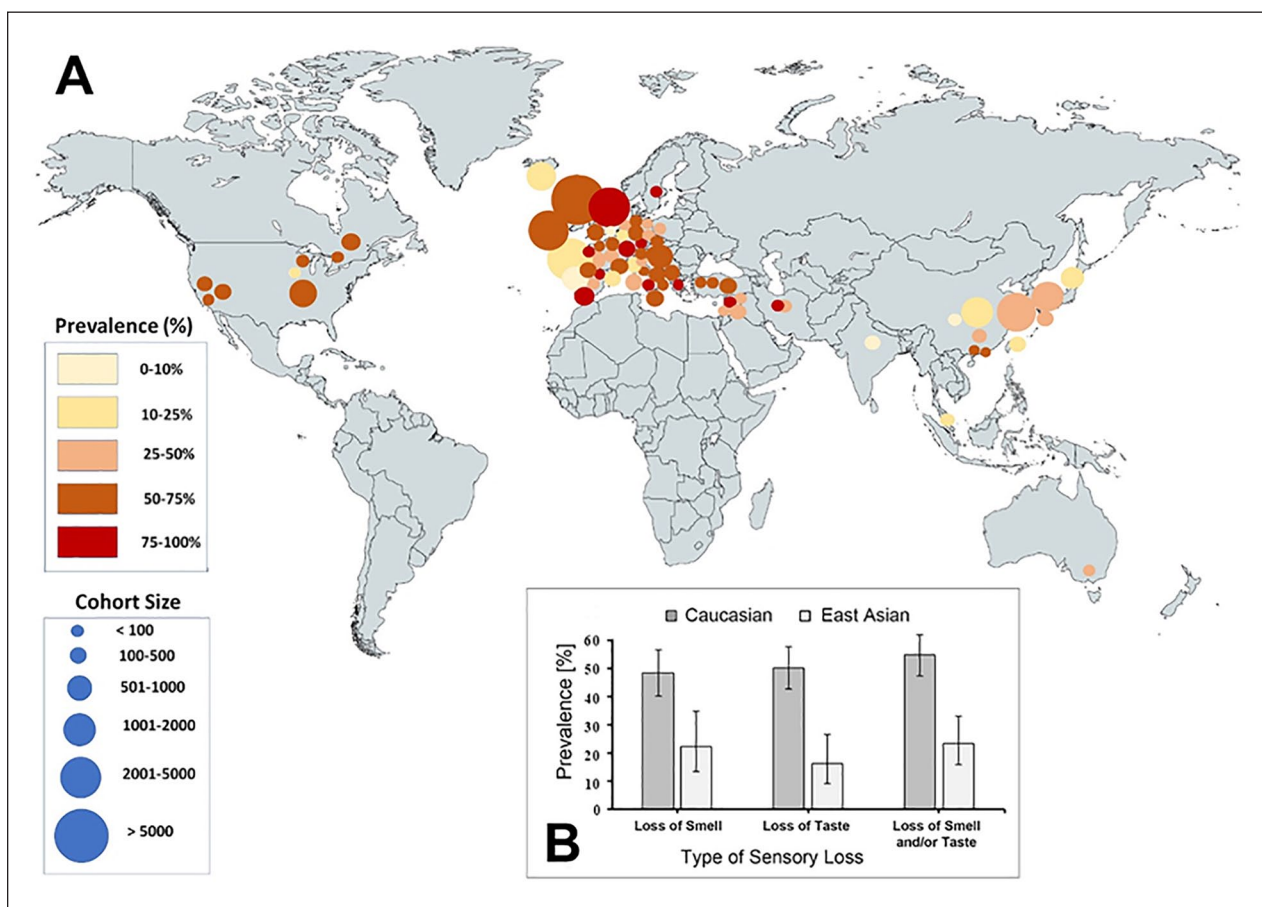 A
Prevalence (%)
0-10%
10-25%
25-50%
50-75%
75-100%
Cohort Size
< 100
100-500
501-1000
1001-2000
2001-5000
> 5000
Caucasian East Asian
Prevalence [%]
60
50
40
30
20
10
0
Loss of Smell Loss of Taste Loss of Smell
and/or Taste
B
Type of Sensory Loss